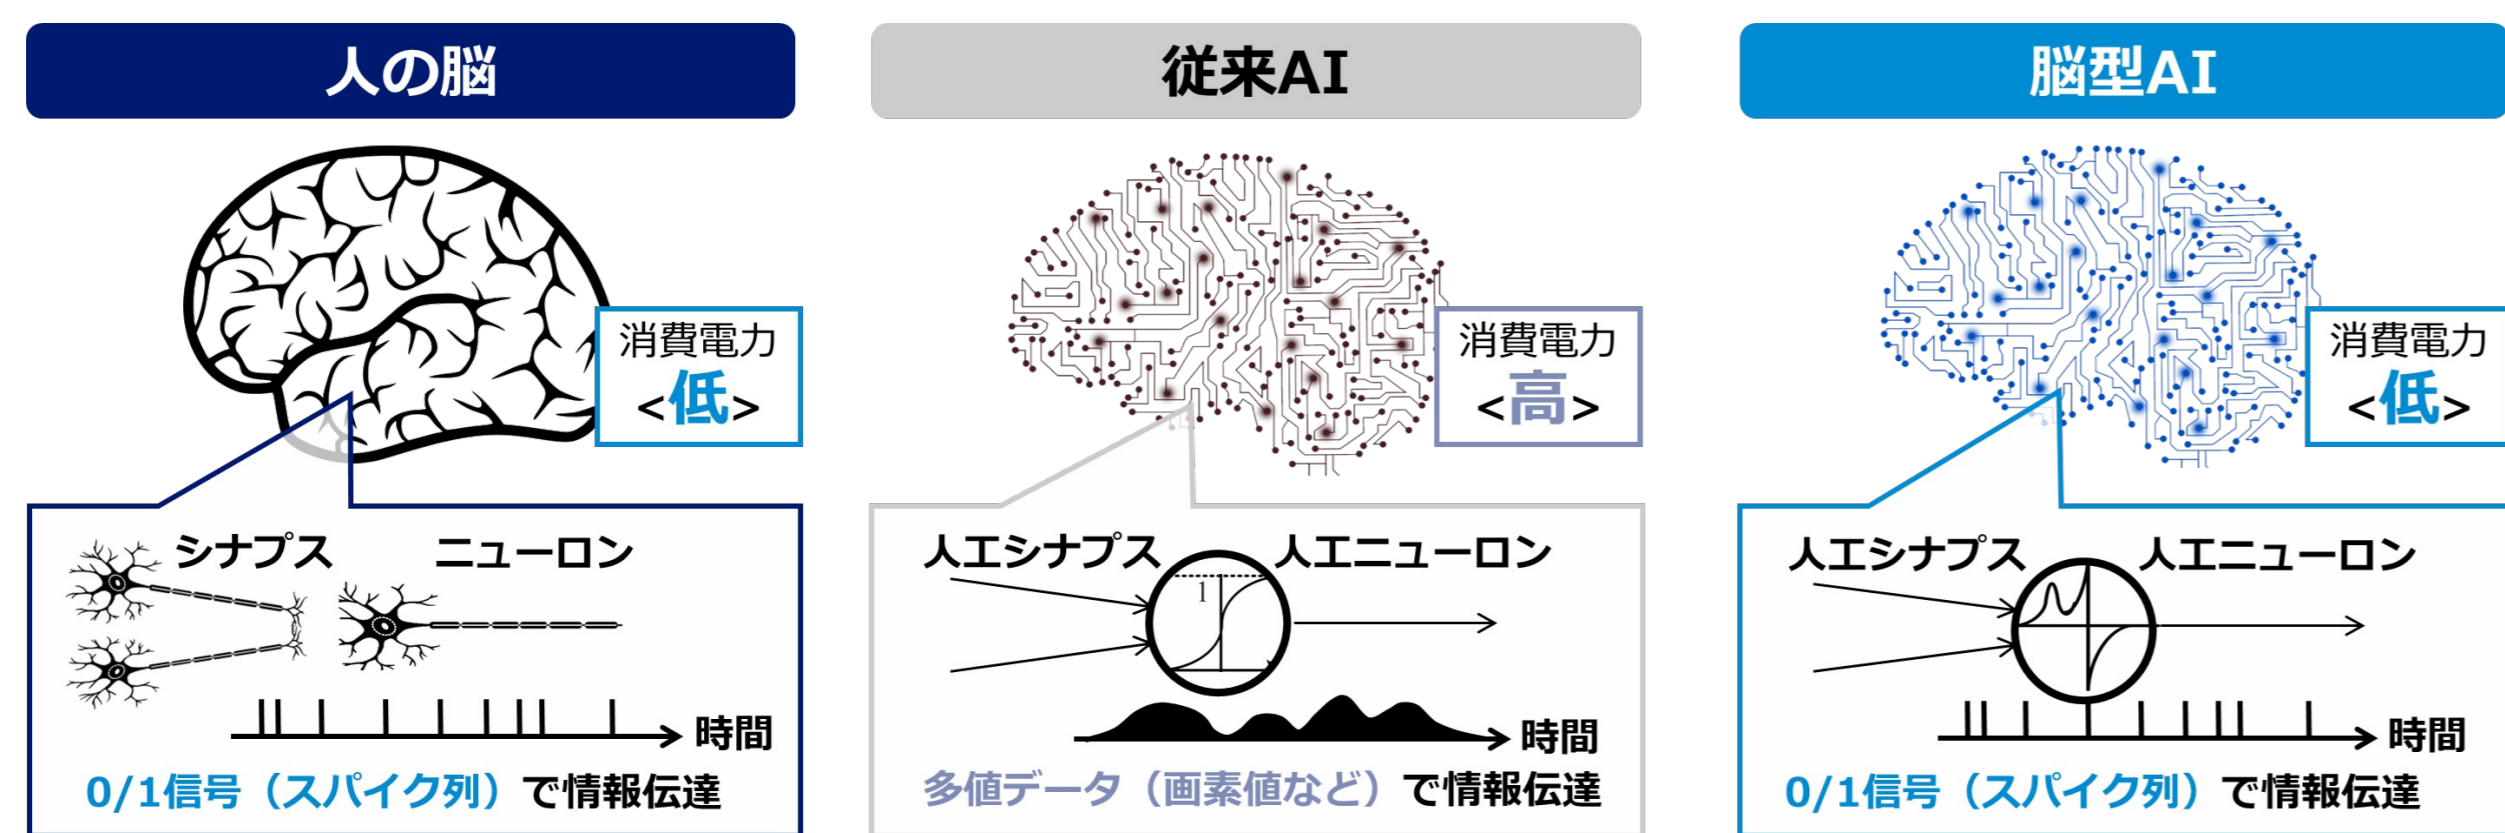 人の脳
消費電力
<低>
シナプス
ニューロン
時間
0/1信号（スパイク列）で情報伝達
従来AI
消費電力
<高>
人工シナプス
人工ニューロン
1
時間
多値データ（画素値など）で情報伝達
脳型AI
消費電力
<低>
人工シナプス
人工ニューロン
時間
0/1信号（スパイク列）で情報伝達